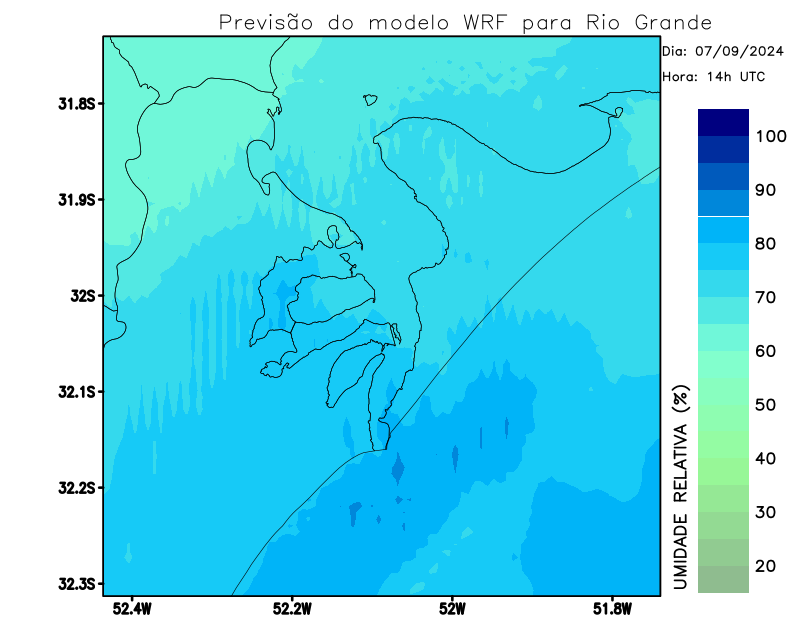 Previsão do modelo WRF para Rio Grande
Dia: 07/09/2024
Hora: 14h UTC
31.8S
31.9S
32S
32.1S
32.2S
32.3S
52.4W
52.2W
52W
51.8W
100
90
80
70
60
50
40
30
20
UMIDADE RELATIVA (%)